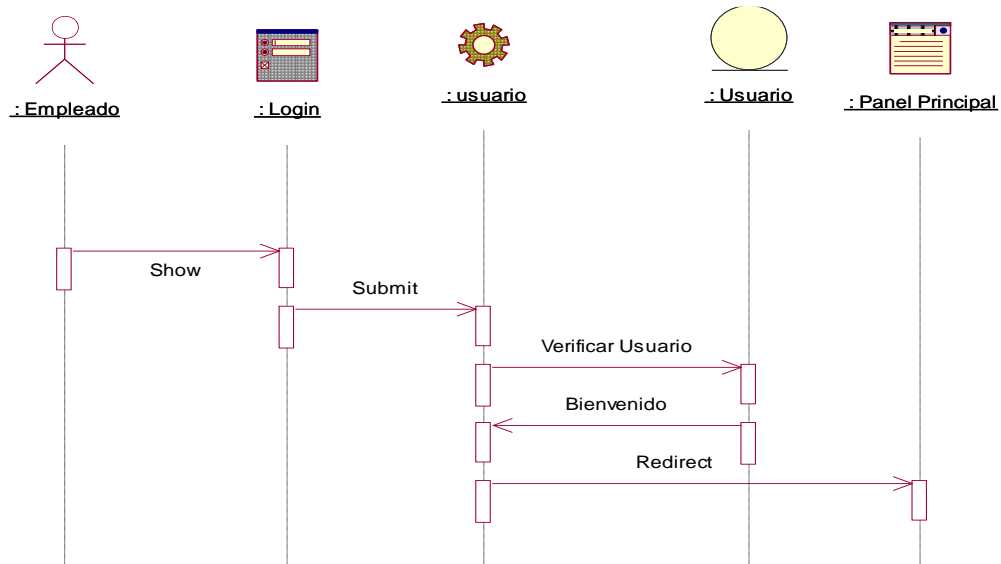 : Empleado
: Login
: usuario
: Usuario
: Panel Principal
Show
Submit
Verificar Usuario
Bienvenido
Redirect